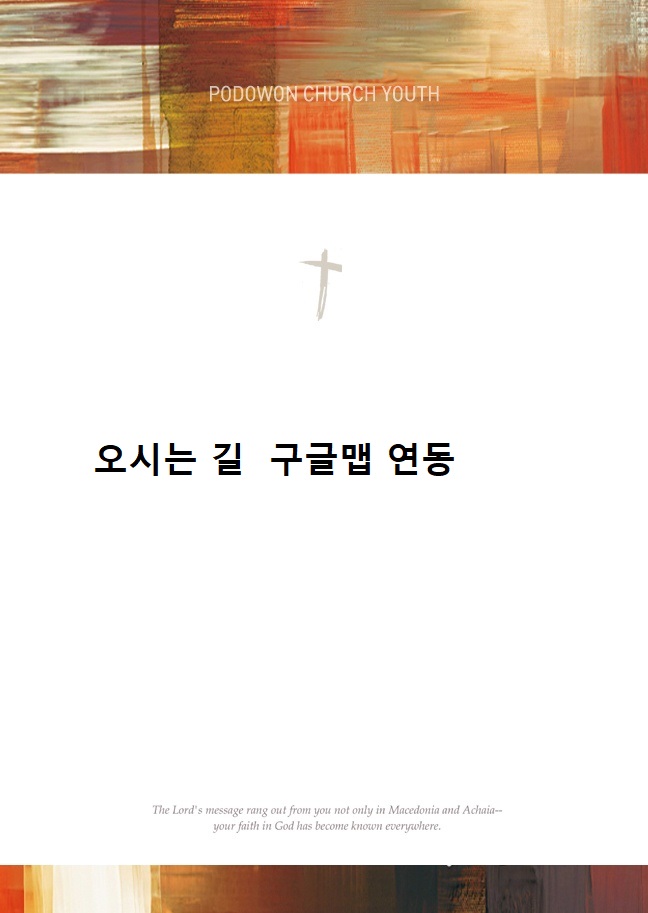 PODOWON CHURCH YOUTH
오시는 길 구글맵 연동
The Lord's message rang out from you not only in Macedonia and Achaia--
your faith in God has become known everywhere.